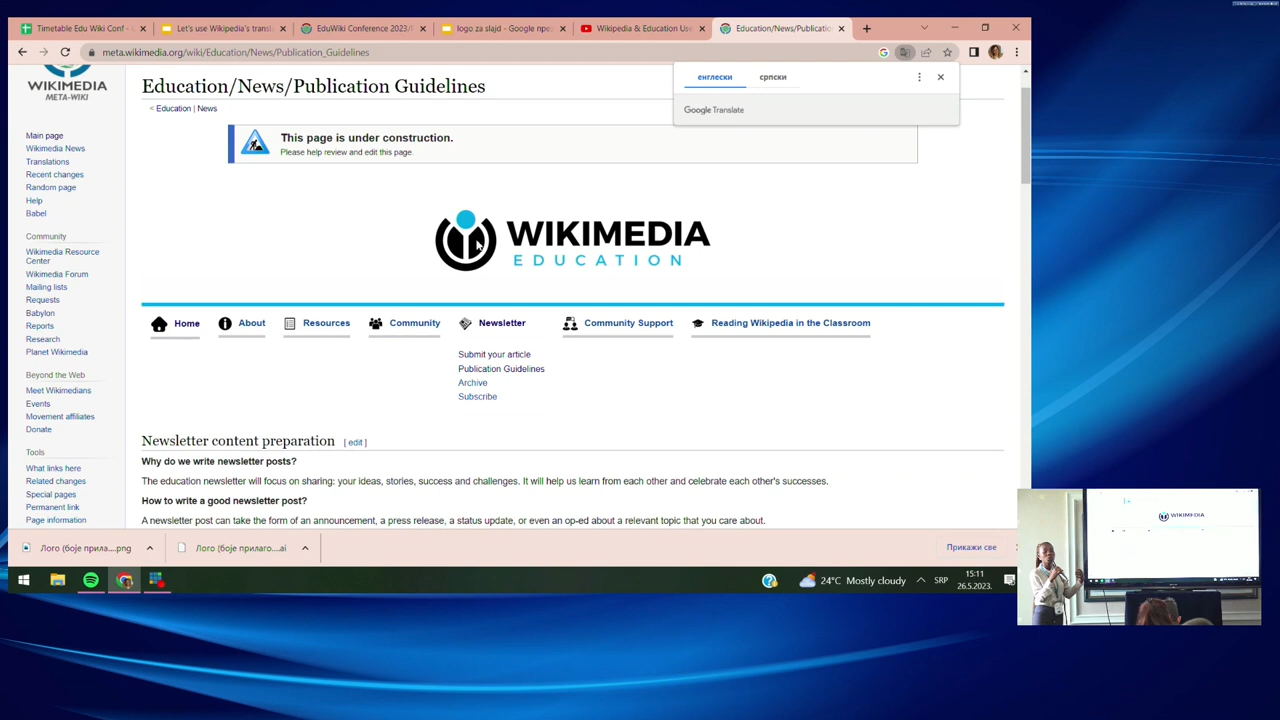 Timetable Edu Wiki Conf - G
Let's use Wikipedia's transl
EduWiki Conference 2023/
logo za slajd - Google през
Wikipedia & Education Use
Education/News/Publication
meta.wikimedia.org/wiki/Education/News/Publication_Guidelines
енглески
српски
Google Translate
WIKIMEDIA
META-WIKI
Main page
Wikimedia News
Translations
Recent changes
Random page
Help
Babel
Community
Wikimedia Resource
Center
Wikimedia Forum
Mailing lists
Requests
Babylon
Reports
Research
Planet Wikimedia
Beyond the Web
Meet Wikimedians
Events
Movement affiliates
Donate
Tools
What links here
Related changes
Special pages
Permanent link
Page information
Education/News/Publication Guidelines
< Education | News
This page is under construction.
Please help review and edit this page.
WIKIMEDIA
EDUCATION
Home
About
Resources
Community
Newsletter
Community Support
Reading Wikipedia in the Classroom
Submit your article
Publication Guidelines
Archive
Subscribe
Newsletter content preparation [ edit ]
Why do we write newsletter posts?
The education newsletter will focus on sharing: your ideas, stories, success and challenges. It will help us learn from each other and celebrate each other's successes.
How to write a good newsletter post?
A newsletter post can take the form of an announcement, a press release, a status update, or even an op-ed about a relevant topic that you care about.
Лого (боје прила....png
Лого (боје прилаго....ai
Прикажи све
24°C Mostly cloudy
SRP
15:11
26.5.2023.
WIKIMEDIA